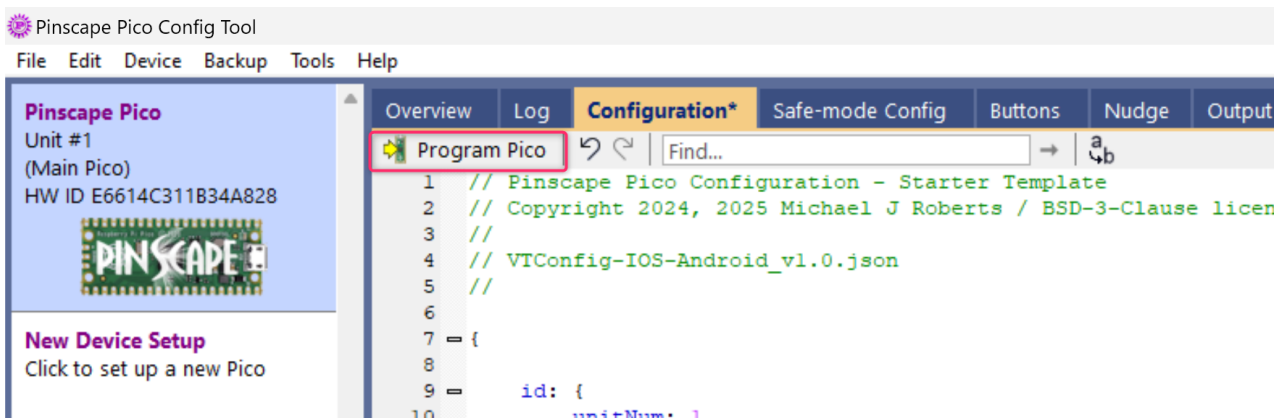 Pinscape Pico Config Tool
File Edit Device Backup Tools Help
Pinscape Pico
Unit #1
(Main Pico)
HW ID E6614C311B34A828
PINSCAPE
New Device Setup
Click to set up a new Pico
Overview Log Configuration* Safe-mode Config Buttons Nudge Output
Program Pico Find... a b
1 // Pinscape Pico Configuration - Starter Template
2 // Copyright 2024, 2025 Michael J Roberts / BSD-3-Clause licen
3 //
4 // VTConfig-IOS-Android_v1.0.json
5 //
6
7 {
8
9 id: {
10 unitNum: 1